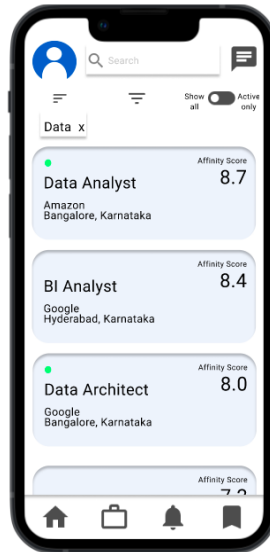 Search
Show all
Active only
Data x
Affinity Score
Data Analyst
8.7
Amazon
Bangalore, Karnataka
Affinity Score
BI Analyst
8.4
Google
Hyderabad, Karnataka
Affinity Score
Data Architect
8.0
Google
Bangalore, Karnataka
Affinity Score